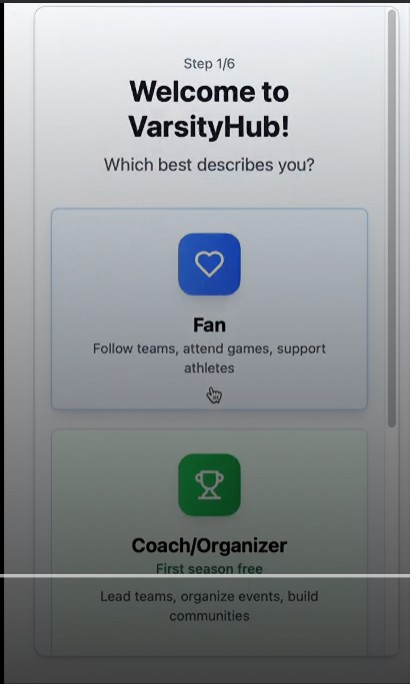 Step 1/6
Welcome to
VarsityHub!
Which best describes you?
Fan
Follow teams, attend games, support
athletes
Coach/Organizer
First season free
Lead teams, organize events, build
communities